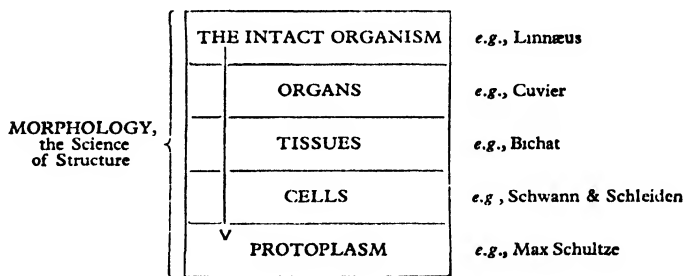 THE INTACT ORGANISM e.g., Linnæus
ORGANS e.g., Cuvier
MORPHOLOGY,
the Science
of Structure
TISSUES e.g., Bichat
CELLS e.g , Schwann & Schleiden
PROTOPLASM e.g., Max Schultze